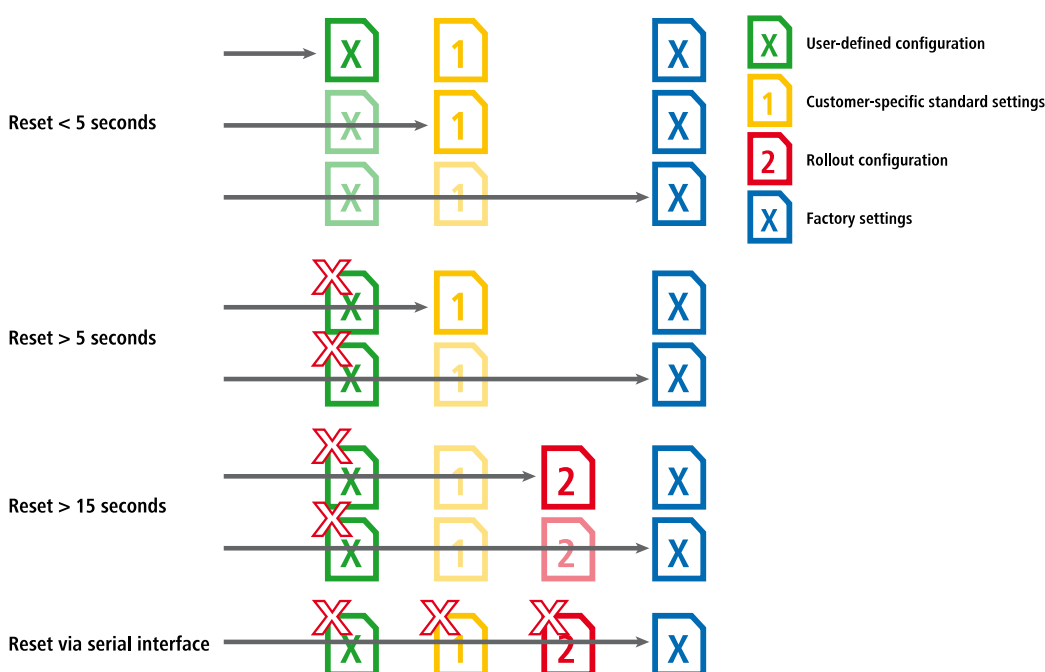 X 1 X
X User-defined configuration
Reset < 5 seconds
X 1 X
1 Customer-specific standard settings
X 1 X
2 Rollout configuration
X Factory settings
Reset > 5 seconds
X X 1 X
X X 1 X
Reset > 15 seconds
X X 1 2 X
X X 1 2 X
Reset via serial interface
X X X 1 X 2 X